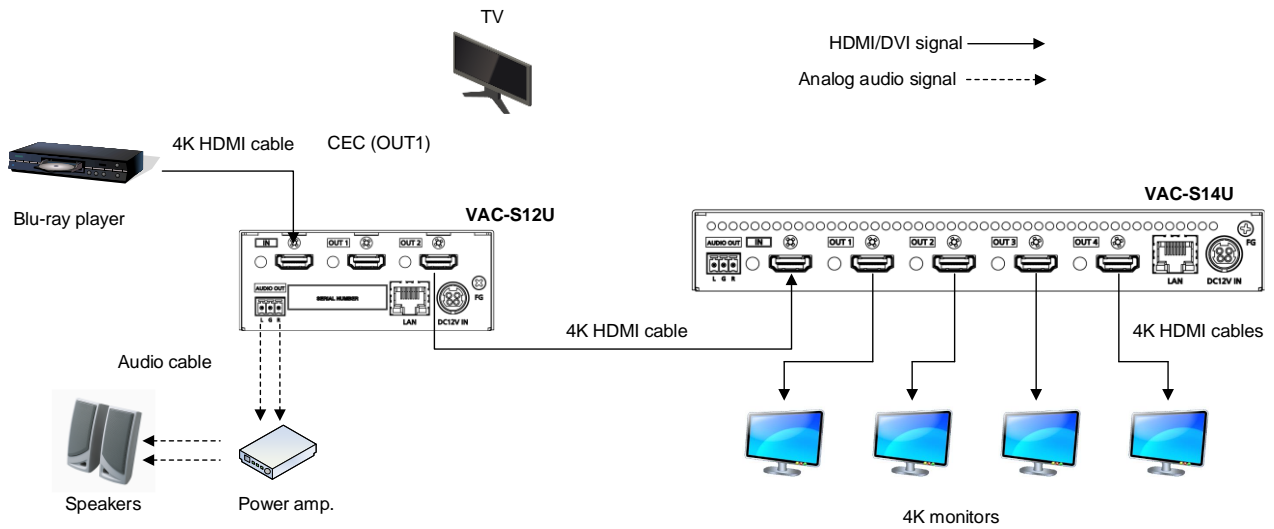 TV
HDMI/DVI signal
Analog audio signal
4K HDMI cable
CEC (OUT1)
Blu-ray player
VAC-S12U
VAC-S14U
IN
OUT 1
OUT 2
FG
AUDIO OUT
SERIAL NUMBER
L G R
LAN
DC12V IN
AUDIO OUT
IN
OUT 1
OUT 2
OUT 3
OUT 4
FG
L G R
LAN
DC12V IN
4K HDMI cable
4K HDMI cables
Audio cable
Speakers
Power amp.
4K monitors